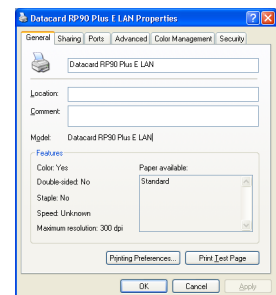 Datacard RP90 Plus E LAN Properties
General Sharing Ports Advanced Color Management Security
Datacard RP90 Plus E LAN
Location:
Comment:
Model: Datacard RP90 Plus E LAN
Features
Color: Yes
Paper available:
Double-sided: No
Standard
Staple: No
Speed: Unknown
Maximum resolution: 300 dpi
Printing Preferences...
Print Test Page
OK
Cancel
Apply